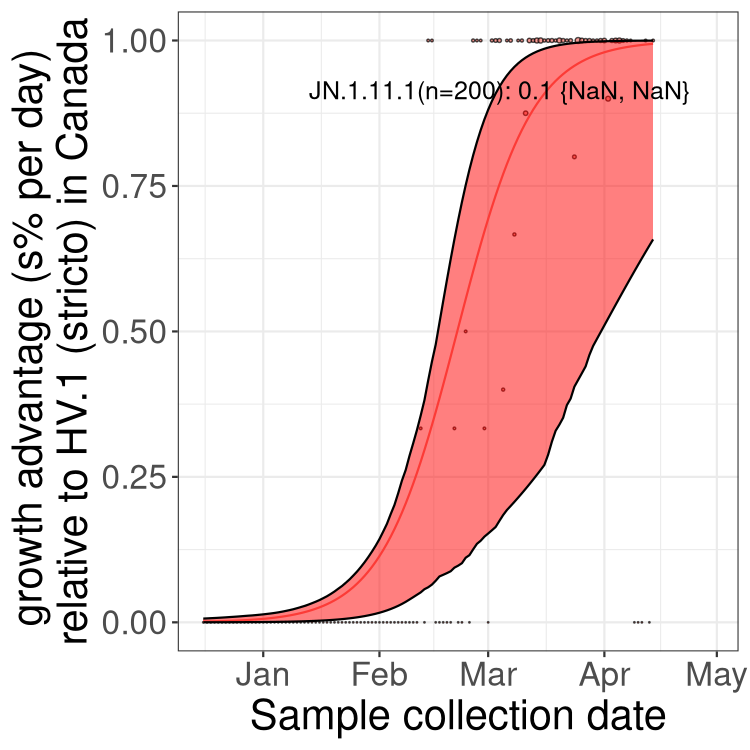 growth advantage (s% per day)
relative to HV.1 (stricto) in Canada
1.00
0.75
0.50
0.25
0.00
JN.1.11.1(n=200): 0.1 {NaN, NaN}
Jan Feb Mar Apr May
Sample collection date